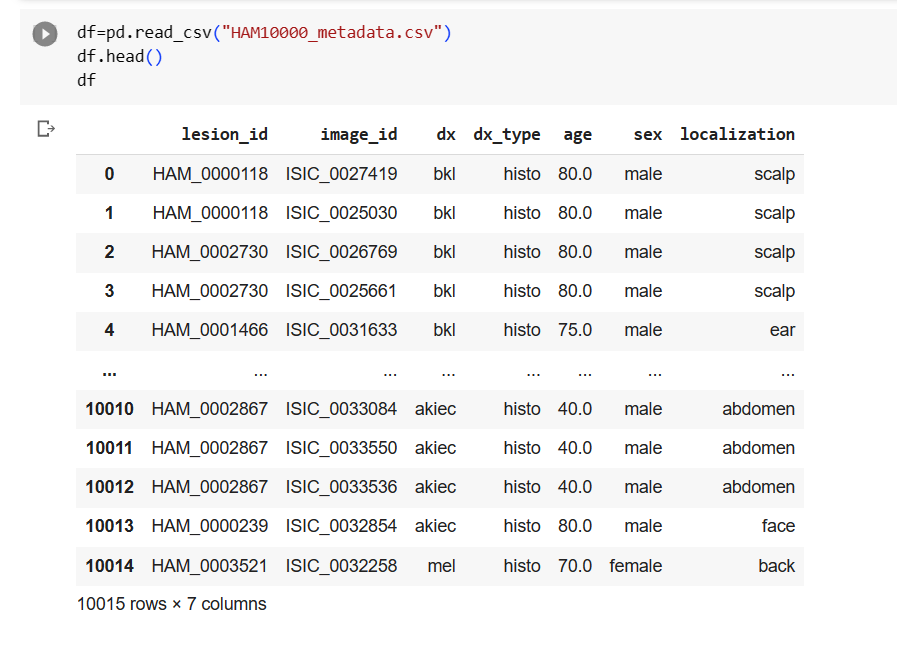 df=pd.read_csv("HAM10000_metadata.csv")
df.head()
df
lesion_id image_id dx dx_type age sex localization
0 HAM_0000118 ISIC_0027419 bkl histo 80.0 male scalp
1 HAM_0000118 ISIC_0025030 bkl histo 80.0 male scalp
2 HAM_0002730 ISIC_0026769 bkl histo 80.0 male scalp
3 HAM_0002730 ISIC_0025661 bkl histo 80.0 male scalp
4 HAM_0001466 ISIC_0031633 bkl histo 75.0 male ear
... ... ... ... ... ... ... ...
10010 HAM_0002867 ISIC_0033084 akiec histo 40.0 male abdomen
10011 HAM_0002867 ISIC_0033550 akiec histo 40.0 male abdomen
10012 HAM_0002867 ISIC_0033536 akiec histo 40.0 male abdomen
10013 HAM_0000239 ISIC_0032854 akiec histo 80.0 male face
10014 HAM_0003521 ISIC_0032258 mel histo 70.0 female back
10015 rows × 7 columns